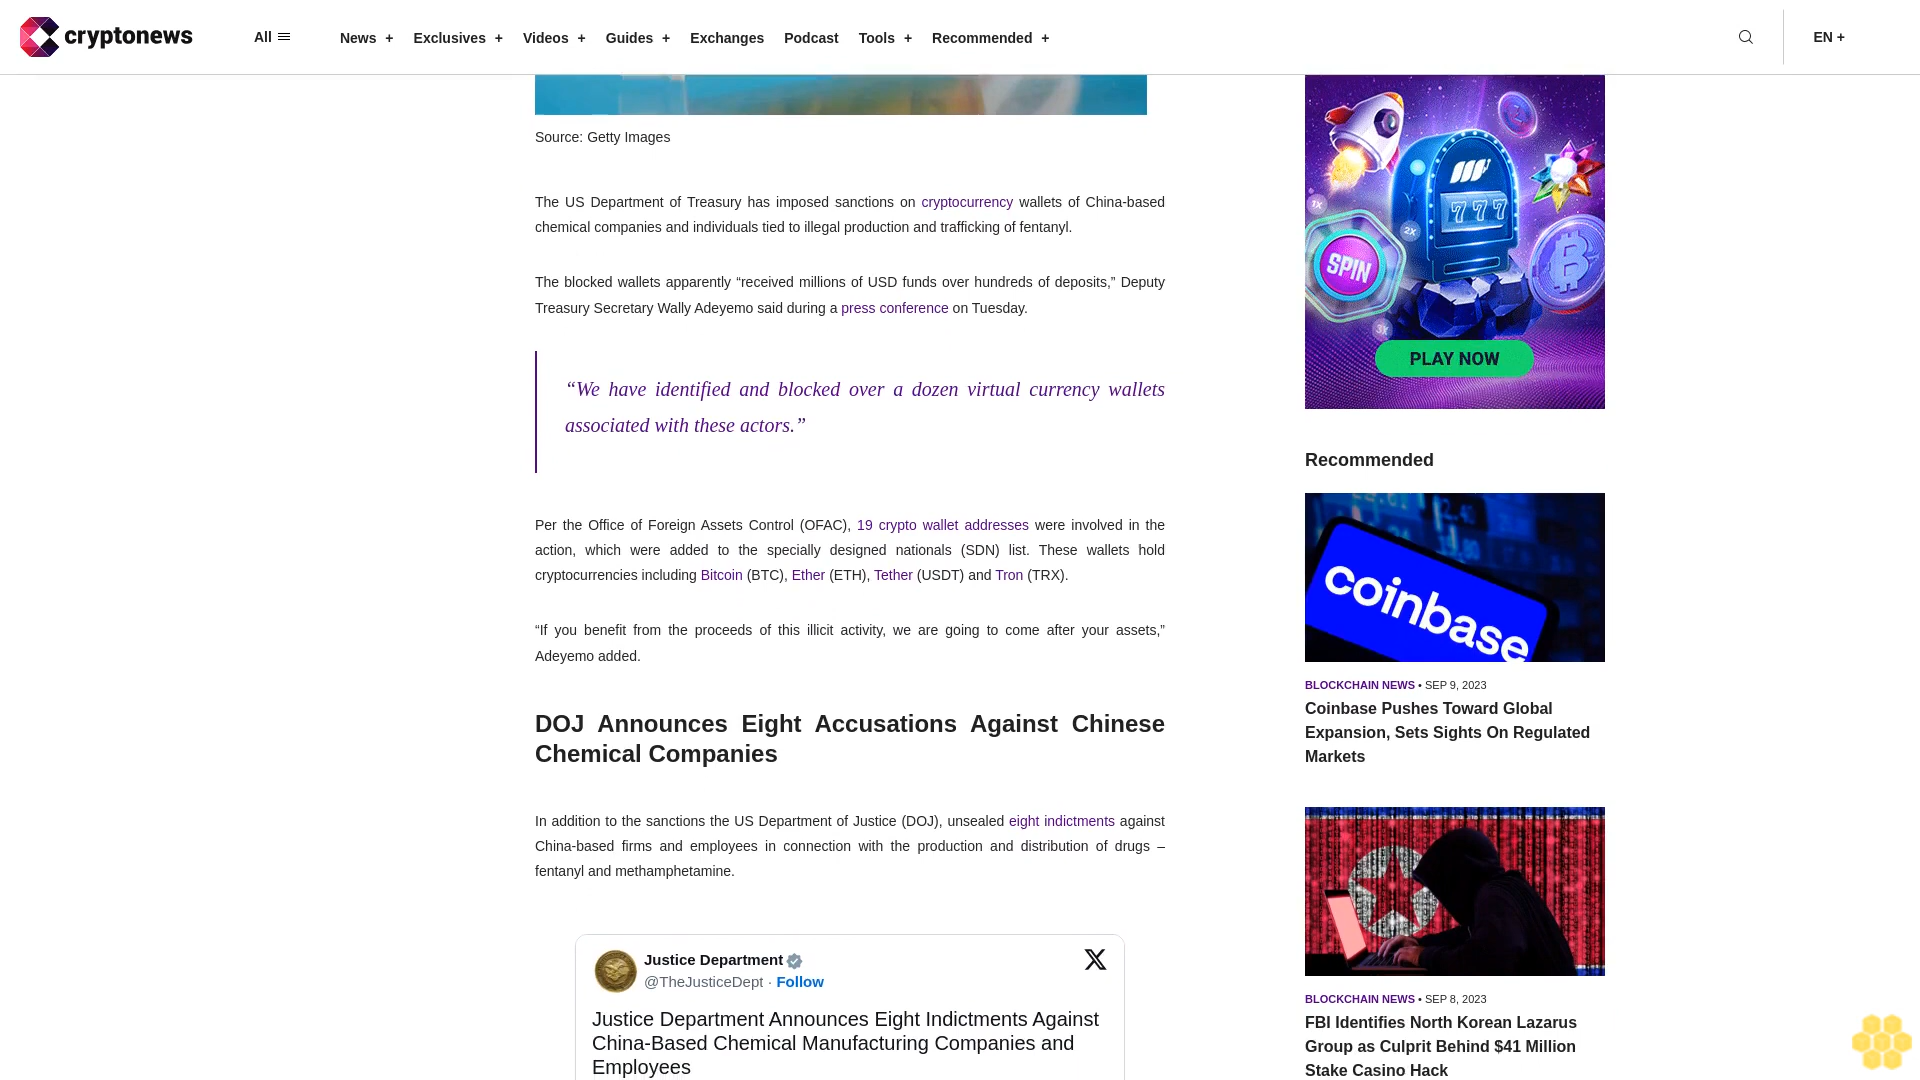 cryptonews
All
News +
Exclusives +
Videos +
Guides +
Exchanges
Podcast
Tools +
Recommended +
EN +
Source: Getty Images
The US Department of Treasury has imposed sanctions on cryptocurrency wallets of China-based
chemical companies and individuals tied to illegal production and trafficking of fentanyl.
The blocked wallets apparently “received millions of USD funds over hundreds of deposits,” Deputy
Treasury Secretary Wally Adeyemo said during a press conference on Tuesday.
“We have identified and blocked over a dozen virtual currency wallets
associated with these actors.”
Per the Office of Foreign Assets Control (OFAC), 19 crypto wallet addresses were involved in the
action, which were added to the specially designed nationals (SDN) list. These wallets hold
cryptocurrencies including Bitcoin (BTC), Ether (ETH), Tether (USDT) and Tron (TRX).
“If you benefit from the proceeds of this illicit activity, we are going to come after your assets,”
Adeyemo added.
DOJ Announces Eight Accusations Against Chinese
Chemical Companies
In addition to the sanctions the US Department of Justice (DOJ), unsealed eight indictments against
China-based firms and employees in connection with the production and distribution of drugs –
fentanyl and methamphetamine.
Justice Department
@TheJusticeDept · Follow
Justice Department Announces Eight Indictments Against
China-Based Chemical Manufacturing Companies and
Employees
1X
777
2X
SPIN
3X
PLAY NOW
Recommended
coinbase
BLOCKCHAIN NEWS • SEP 9, 2023
Coinbase Pushes Toward Global
Expansion, Sets Sights On Regulated
Markets
BLOCKCHAIN NEWS • SEP 8, 2023
FBI Identifies North Korean Lazarus
Group as Culprit Behind $41 Million
Stake Casino Hack